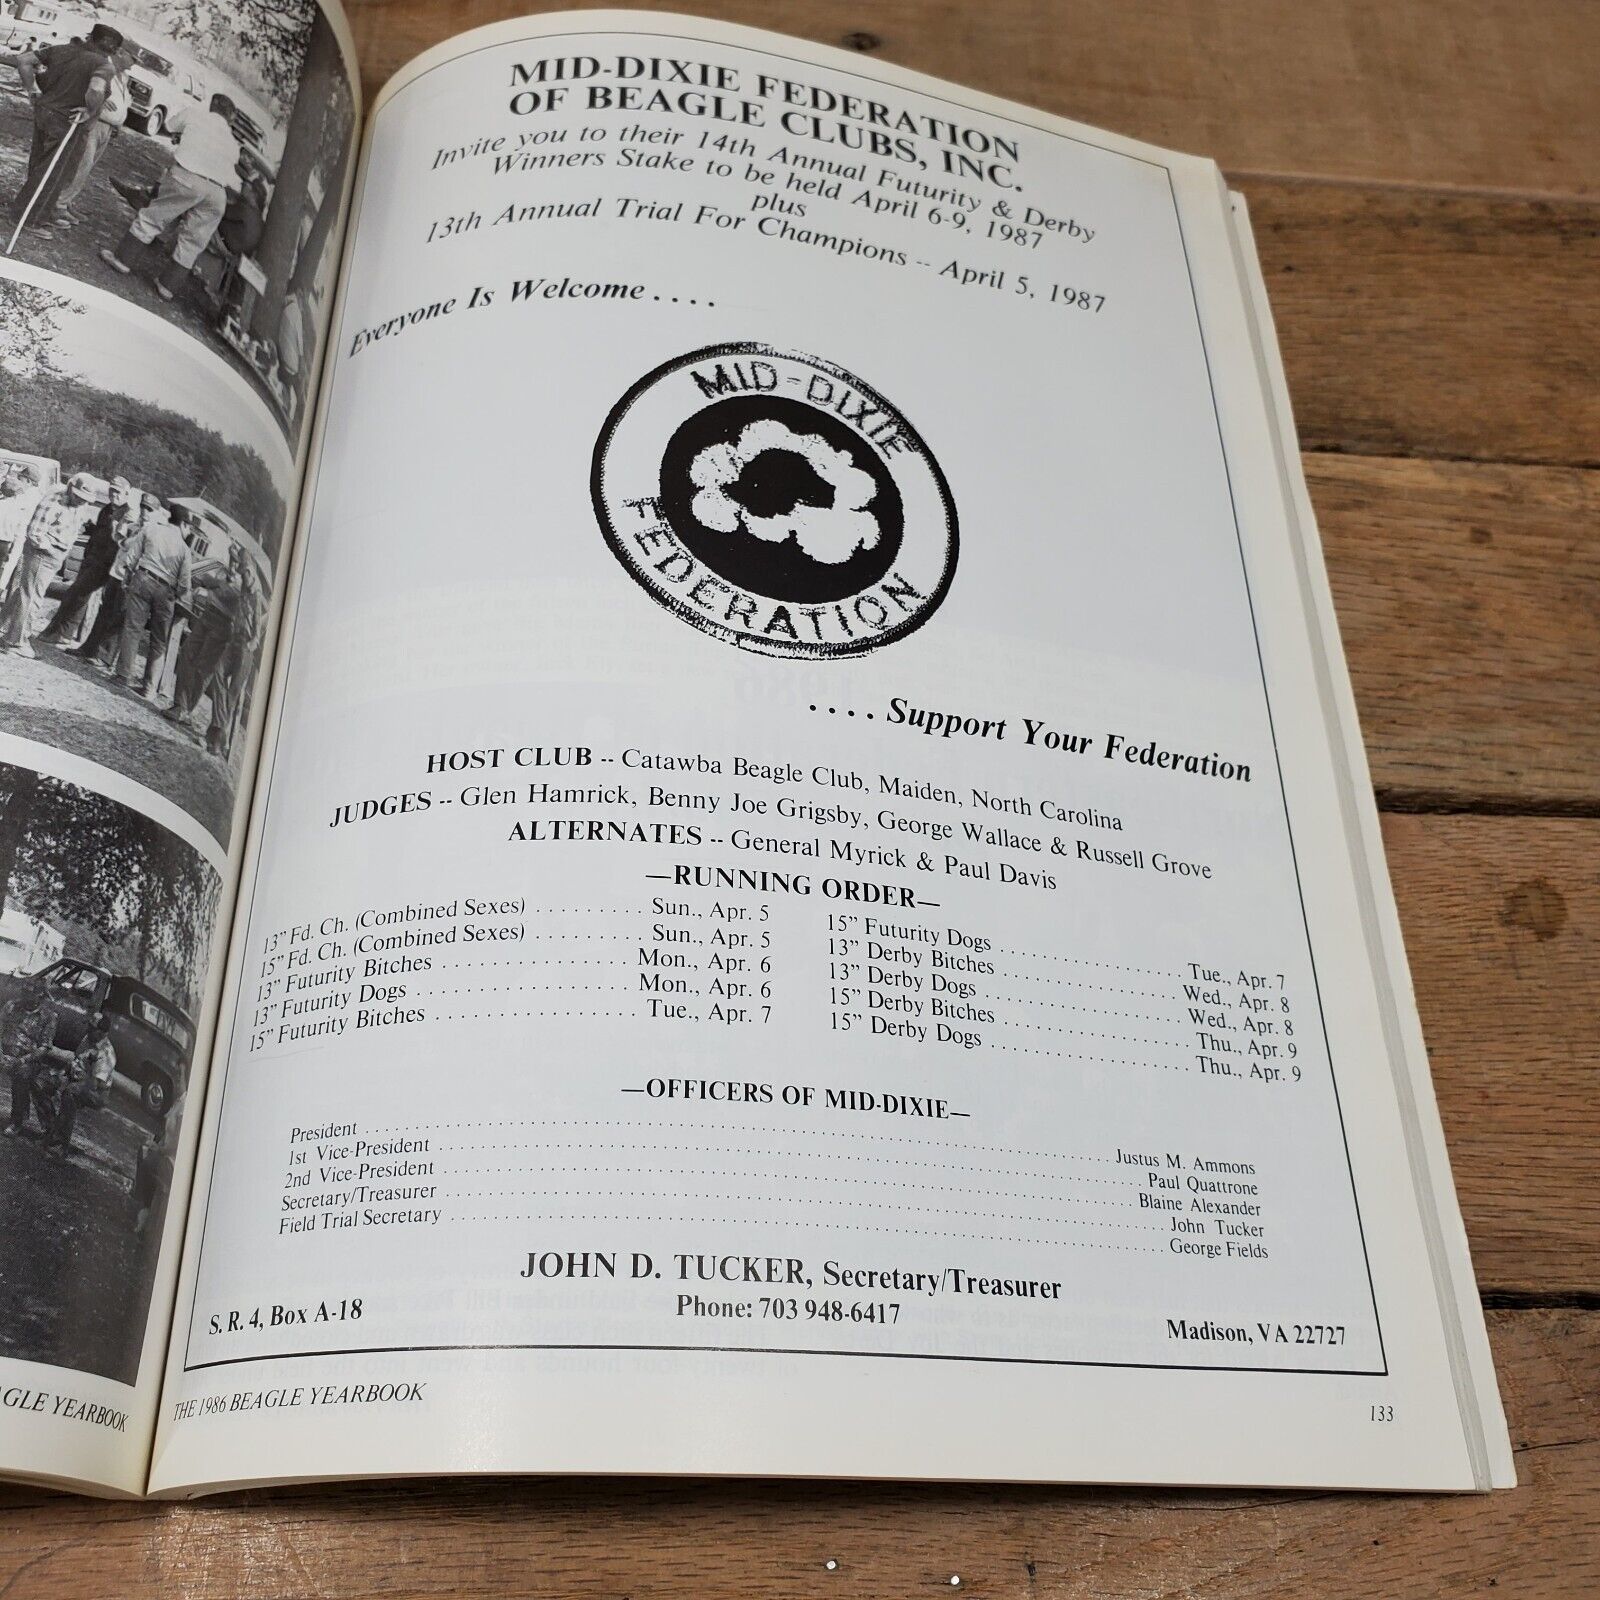 MID-DIXIE FEDERATION
OF BEAGLE CLUBS, INC.
Invite you to their 14th Annual Futurity & Derby
Winners Stake to be held April 6-9, 1987
plus
13th Annual Trial For Champions -- April 5, 1987
Everyone Is Welcome . . . .
MID-DIXIE
FEDERATION
. . . . Support Your Federation
HOST CLUB -- Catawba Beagle Club, Maiden, North Carolina
JUDGES -- Glen Hamrick, Benny Joe Grigsby, George Wallace & Russell Grove
ALTERNATES -- General Myrick & Paul Davis
—RUNNING ORDER—
13” Fd. Ch. (Combined Sexes) . . . . . . . . . Sun., Apr. 5
15” Fd. Ch. (Combined Sexes) . . . . . . . . . Sun., Apr. 5
13” Futurity Bitches . . . . . . . . . . . . . . . Mon., Apr. 6
13” Futurity Dogs . . . . . . . . . . . . . . . . . Mon., Apr. 6
15” Futurity Bitches . . . . . . . . . . . . . . . . Tue., Apr. 7
15” Futurity Dogs . . . . . . . . . . . . . . . . . Tue., Apr. 7
13” Derby Bitches . . . . . . . . . . . . . . . . Wed., Apr. 8
13” Derby Dogs . . . . . . . . . . . . . . . . . . Wed., Apr. 8
15” Derby Bitches . . . . . . . . . . . . . . . . . Thu., Apr. 9
15” Derby Dogs . . . . . . . . . . . . . . . . . . Thu., Apr. 9
—OFFICERS OF MID-DIXIE—
President . . . . . . . . . . . . . . . . . . . . Justus M. Ammons
1st Vice-President . . . . . . . . . . . . . . . . . . . . Paul Quattrone
2nd Vice-President . . . . . . . . . . . . . . . . . . . . Blaine Alexander
Secretary/Treasurer . . . . . . . . . . . . . . . . . . . . John Tucker
Field Trial Secretary . . . . . . . . . . . . . . . . . . . . George Fields
JOHN D. TUCKER, Secretary/Treasurer
S. R. 4, Box A-18
Phone: 703 948-6417
Madison, VA 22727
AGLE YEARBOOK
THE 1986 BEAGLE YEARBOOK
133